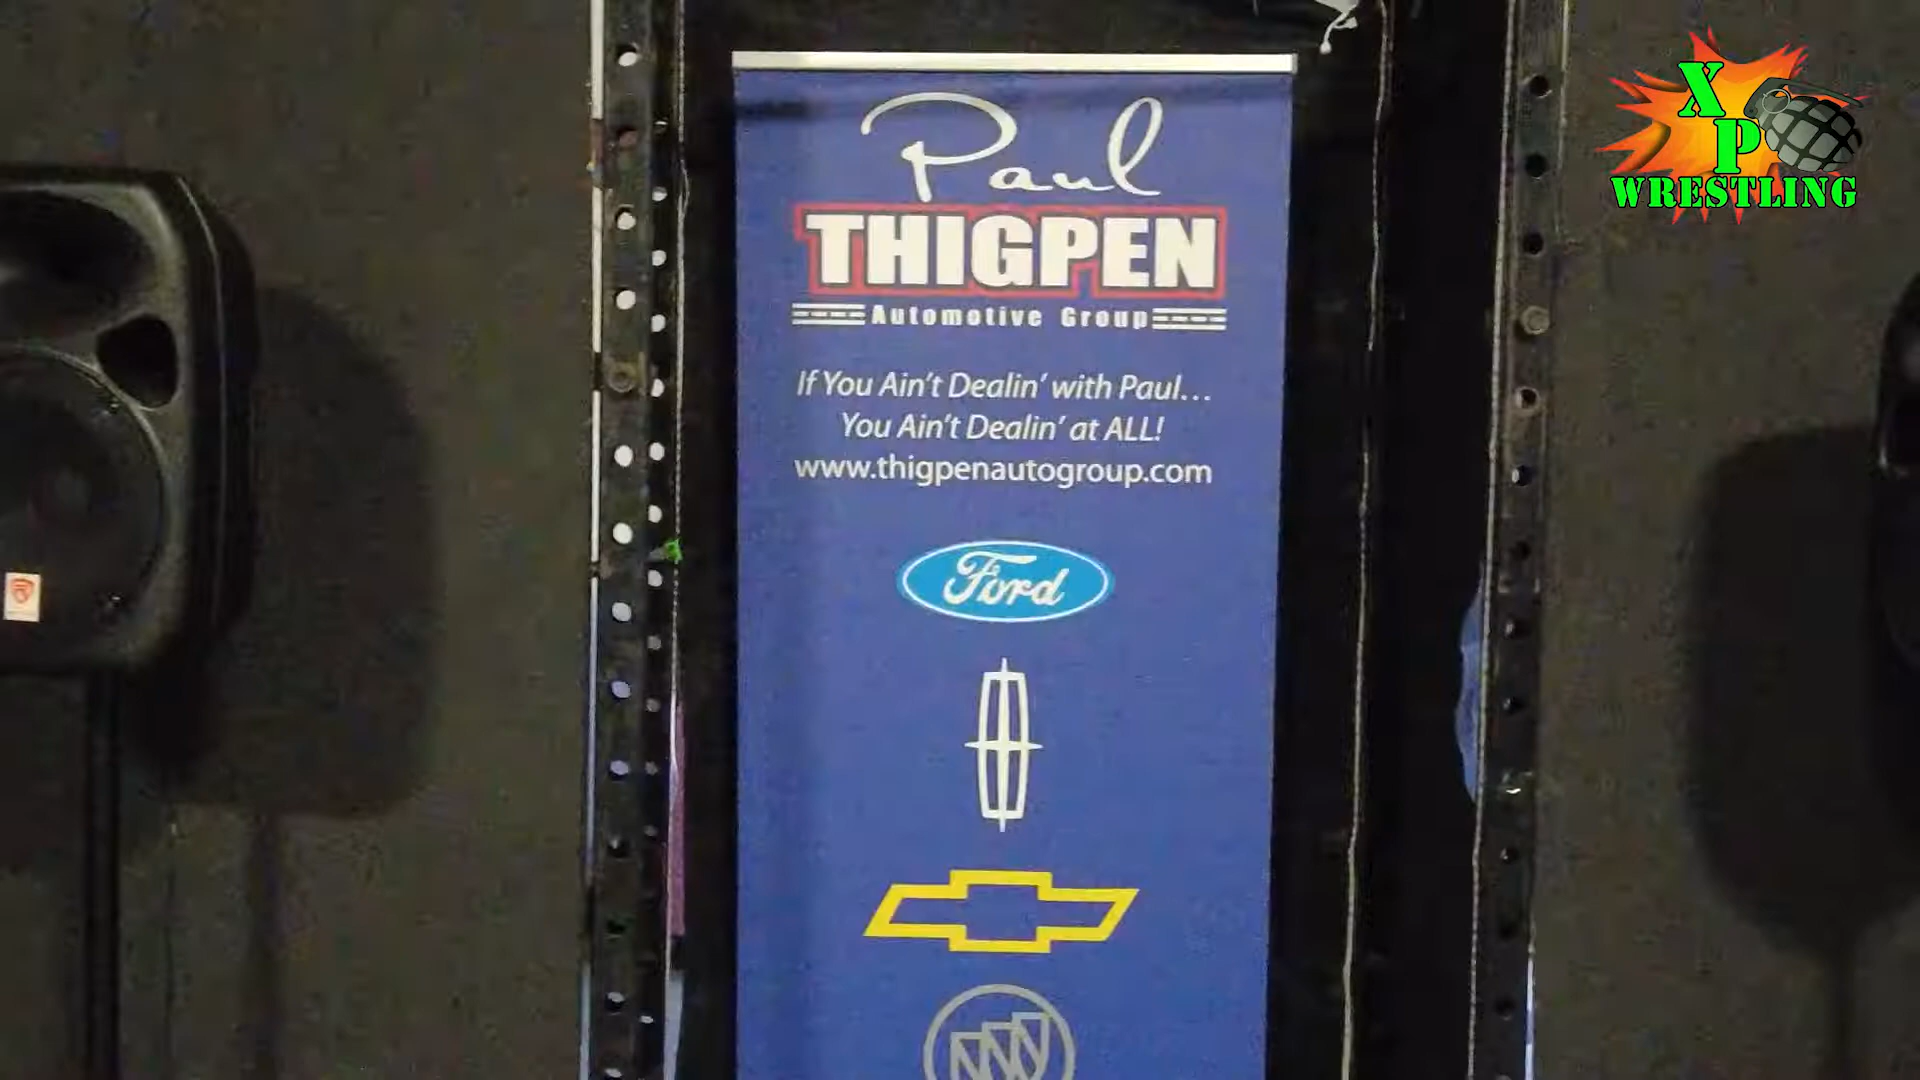 Paul
THIGPEN
Automotive Group
If You Ain't Dealin' with Paul...
You Ain't Dealin' at ALL!
www.thigpenautogroup.com
Ford
XP
WRESTLING